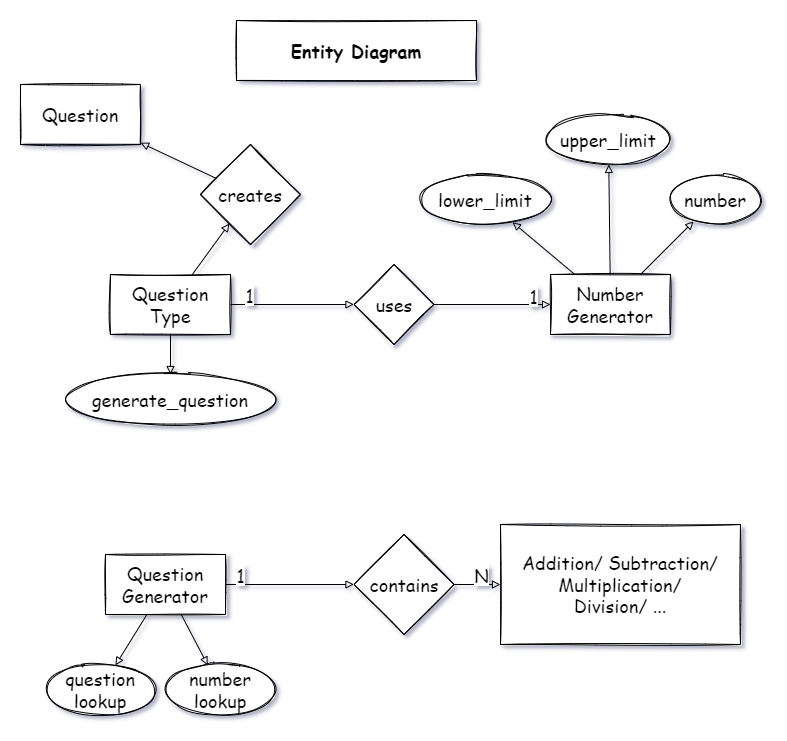 Entity Diagram
Question
upper_limit
creates
lower_limit
number
Question
Type
1
uses
1
Number
Generator
generate_question
Question
Generator
1
contains
N
Addition/ Subtraction/
Multiplication/
Division/ ...
question
lookup
number
lookup